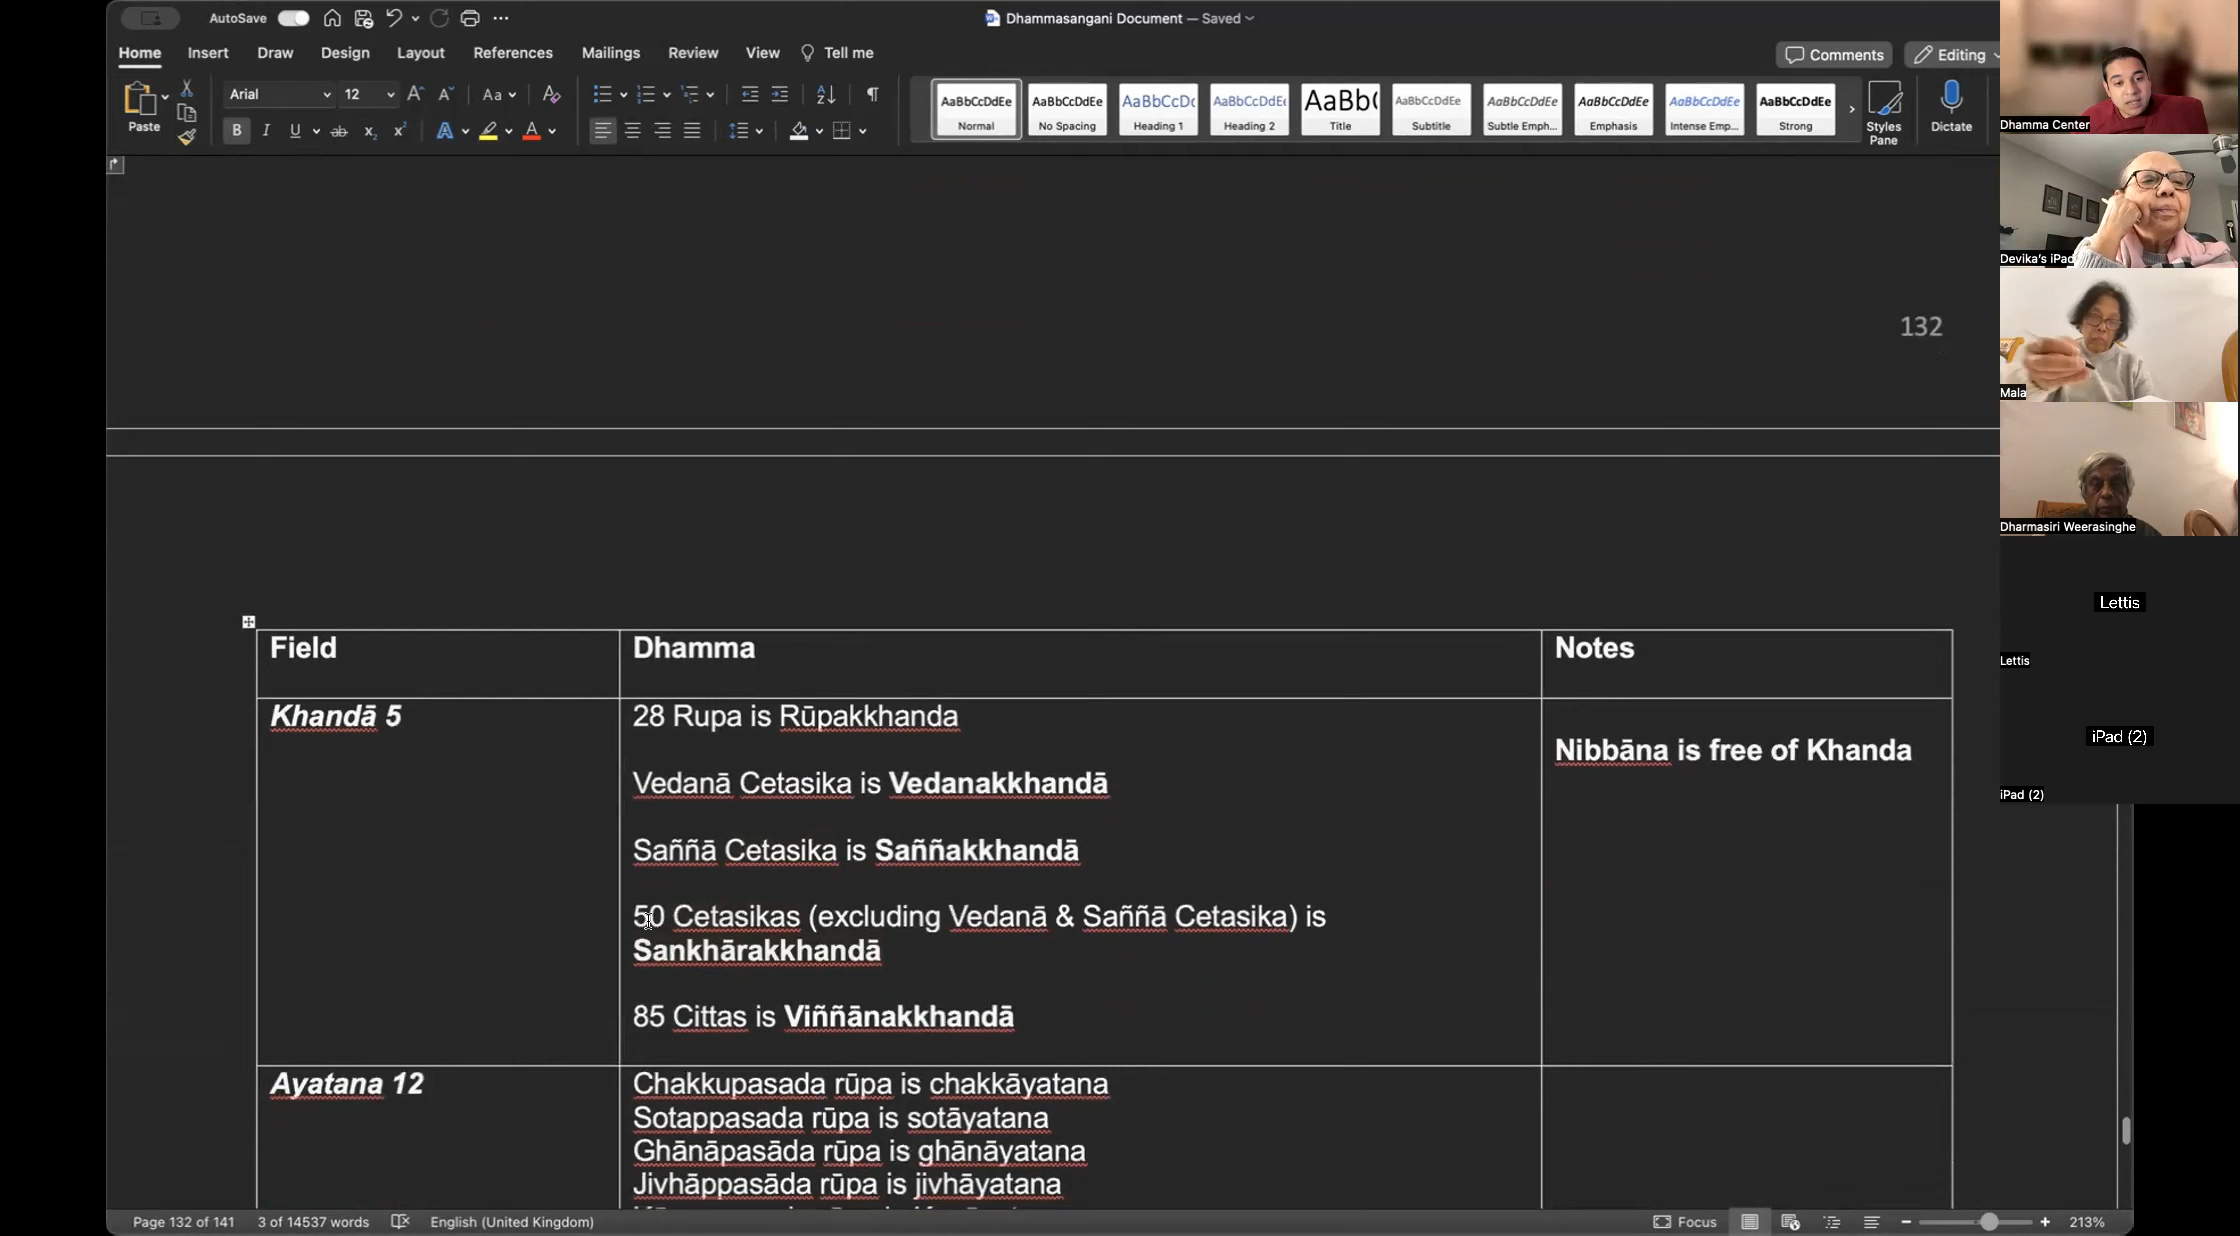 AutoSave
Dhammasangani Document — Saved
Home Insert Draw Design Layout References Mailings Review View Tell me
Comments Editing
Paste
Arial 12
AaBbCcDdEe Normal
AaBbCcDdEe No Spacing
AaBbCcDc Heading 1
AaBbCcDdEe Heading 2
AaBb( Title
AaBbCcDdEe Subtitle
AaBbCcDdEe Subtle Emph...
AaBbCcDdEe Emphasis
AaBbCcDdEe Intense Emp...
AaBbCcDdEe Strong
Styles Pane
Dictate
132
Field Dhamma Notes
Khandā 5
28 Rupa is Rūpakkhanda
Vedanā Cetasika is Vedanakkhandā
Saññā Cetasika is Saññakkhandā
50 Cetasikas (excluding Vedanā & Saññā Cetasika) is
Sankhārakkhandā
85 Cittas is Viññānakkhandā
Nibbāna is free of Khanda
Ayatana 12
Chakkupasada rūpa is chakkāyatana
Sotappasada rūpa is sotāyatana
Ghānāpasāda rūpa is ghānāyatana
Jivhāppasāda rūpa is jivhāyatana
Page 132 of 141 3 of 14537 words English (United Kingdom)
Focus 213%
Dhamma Center
Devika's iPad
Mala
Dharmasiri Weerasinghe
Lettis
Lettis
iPad (2)
iPad (2)